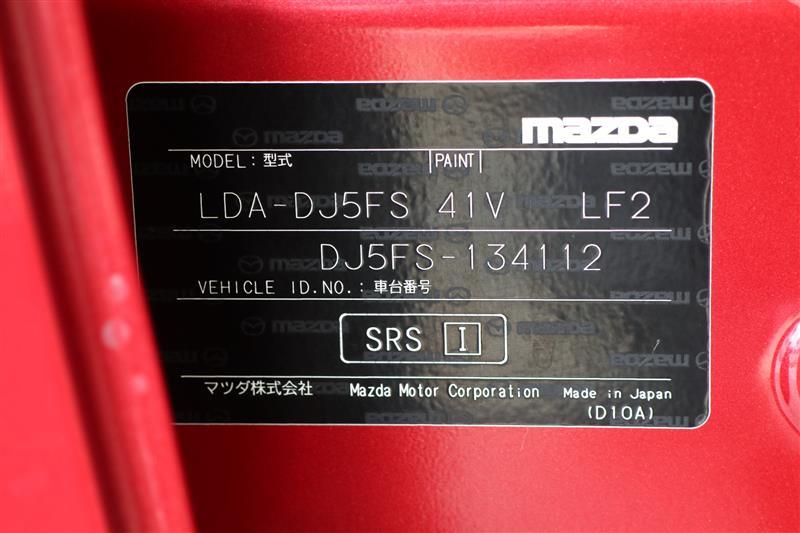 mazda
MODEL：型式 |PAINT|
LDA-DJ5FS 41V LF2
DJ5FS-134112
VEHICLE ID.NO.：車台番号
SRS I
マツダ株式会社 Mazda Motor Corporation Made in Japan
(D10A)